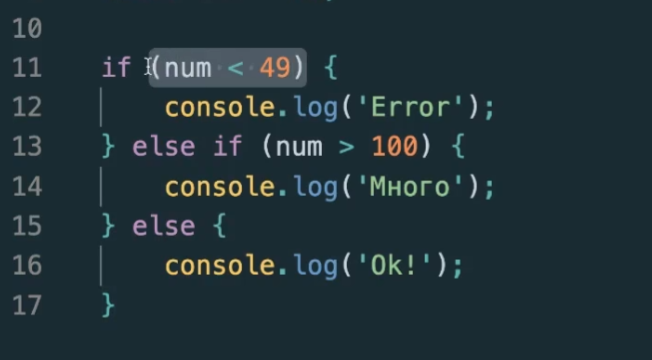 10
11 if (num < 49) {
12 console.log('Error');
13 } else if (num > 100) {
14 console.log('Много');
15 } else {
16 console.log('Ok!');
17 }